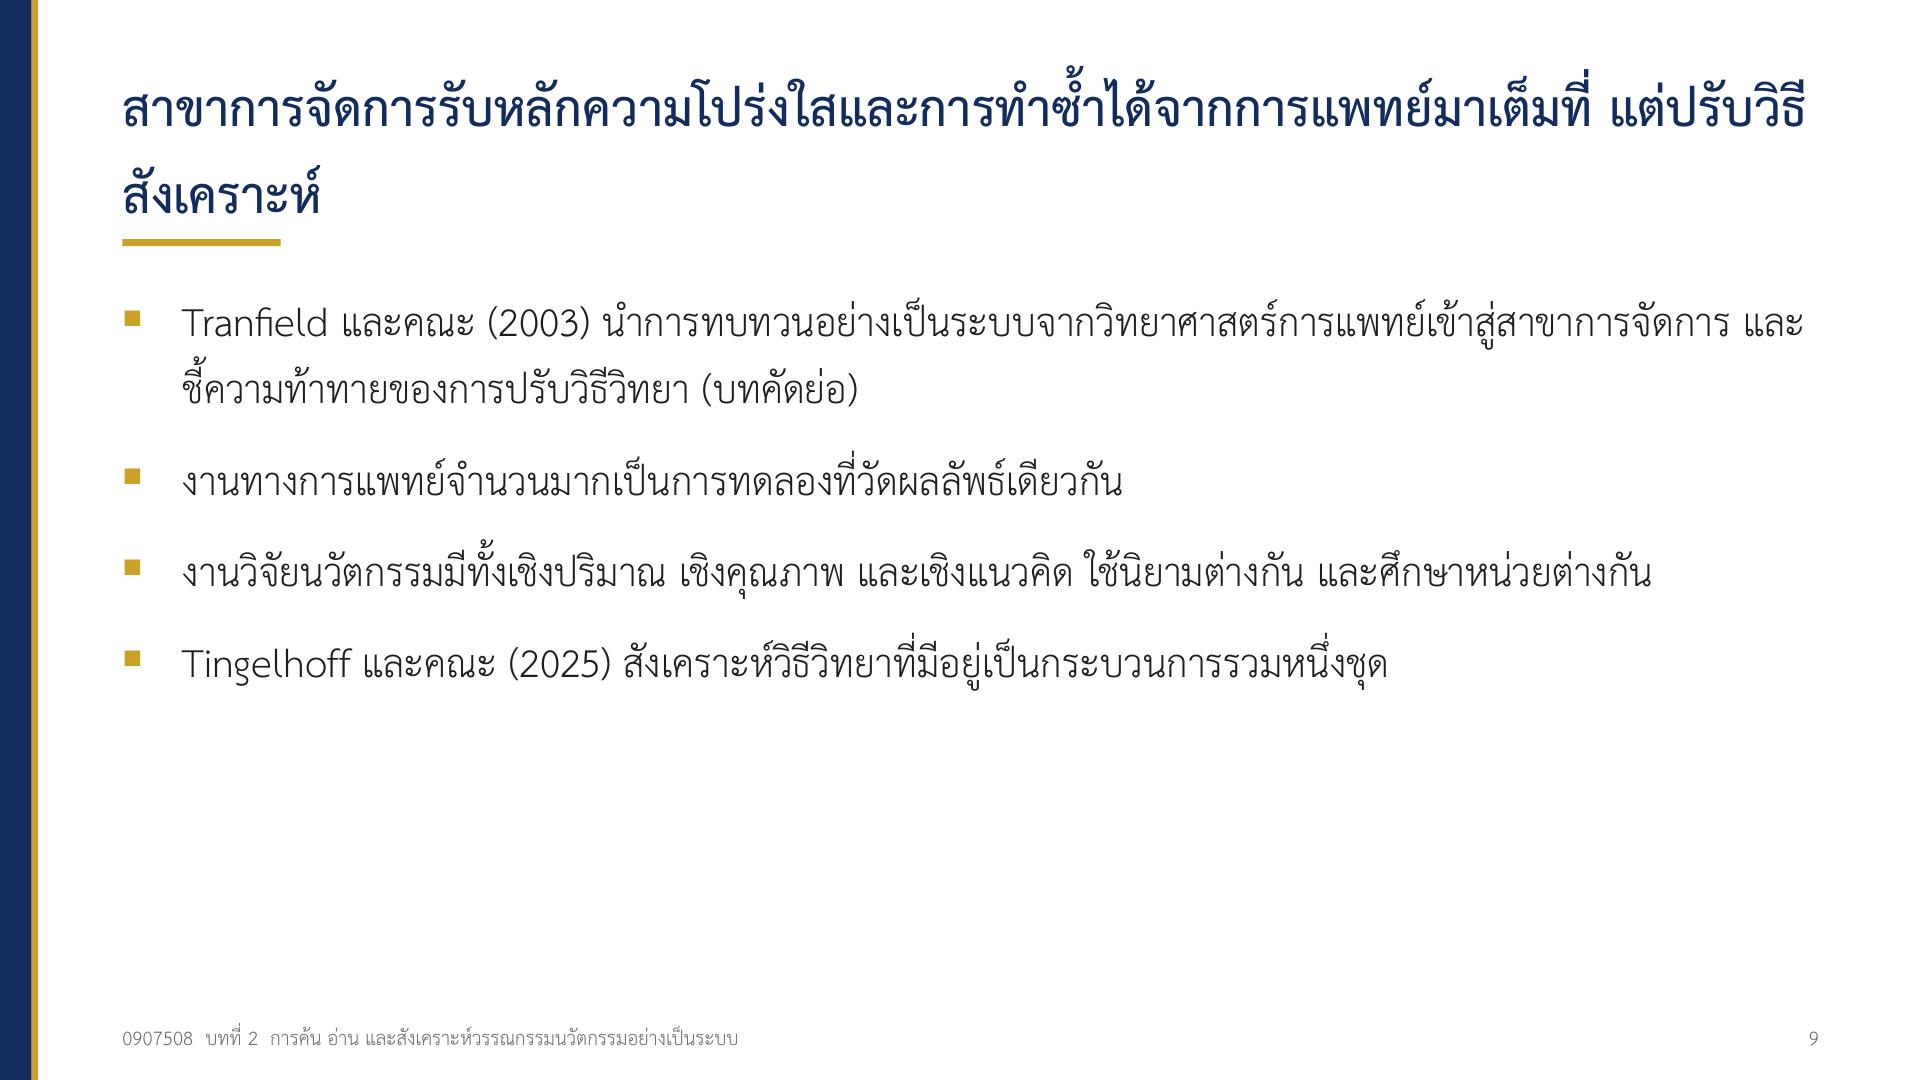 สาขาการจัดการรับหลักความโปร่งใสและการทำซ้ำได้จากการแพทย์มาเต็มที่ แต่ปรับวิธี
สังเคราะห์
Tranfield และคณะ (2003) นำการทบทวนอย่างเป็นระบบจากวิทยาศาสตร์การแพทย์เข้าสู่สาขาการจัดการ และ
ชี้ความท้าทายของการปรับวิธีวิทยา (บทคัดย่อ)
งานทางการแพทย์จำนวนมากเป็นการทดลองที่วัดผลลัพธ์เดียวกัน
งานวิจัยนวัตกรรมมีทั้งเชิงปริมาณ เชิงคุณภาพ และเชิงแนวคิด ใช้นิยามต่างกัน และศึกษาหน่วยต่างกัน
Tingelhoff และคณะ (2025) สังเคราะห์วิธีวิทยาที่มีอยู่เป็นกระบวนการรวมหนึ่งชุด
0907508 บทที่ 2 การค้น อ่าน และสังเคราะห์วรรณกรรมนวัตกรรมอย่างเป็นระบบ
9